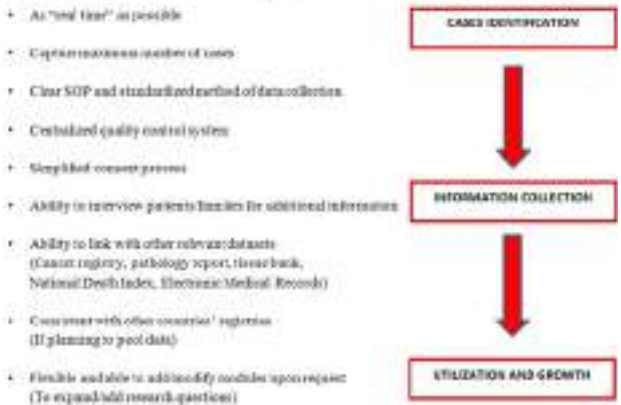 • As "real time" as possible
• Capture maximum number of cases
• Clear SOP and standardized method of data collection
• Centralized quality control system
• Simplified consent process
• Ability to interview patients families for additional information
• Ability to link with other relevant datasets
(Cancer registry, pathology report, tissue bank,
National Death Index, Electronic Medical Records)
• Concurrent with other countries' registries
(If planning to pool data)
• Flexible and able to add/modify modules upon request
(To expand/add research questions)
CASES IDENTIFICATION
INFORMATION COLLECTION
UTILIZATION AND GROWTH